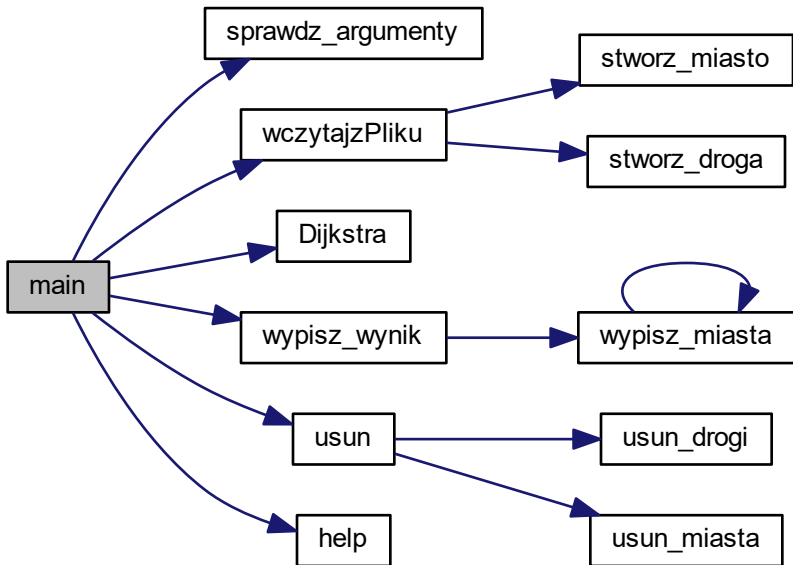 sprawdz_argumenty
stworz_miasto
wczytajzPliku
stworz_droga
Dijkstra
main
wypisz_wynik
wypisz_miasta
usun
usun_drogi
help
usun_miasta